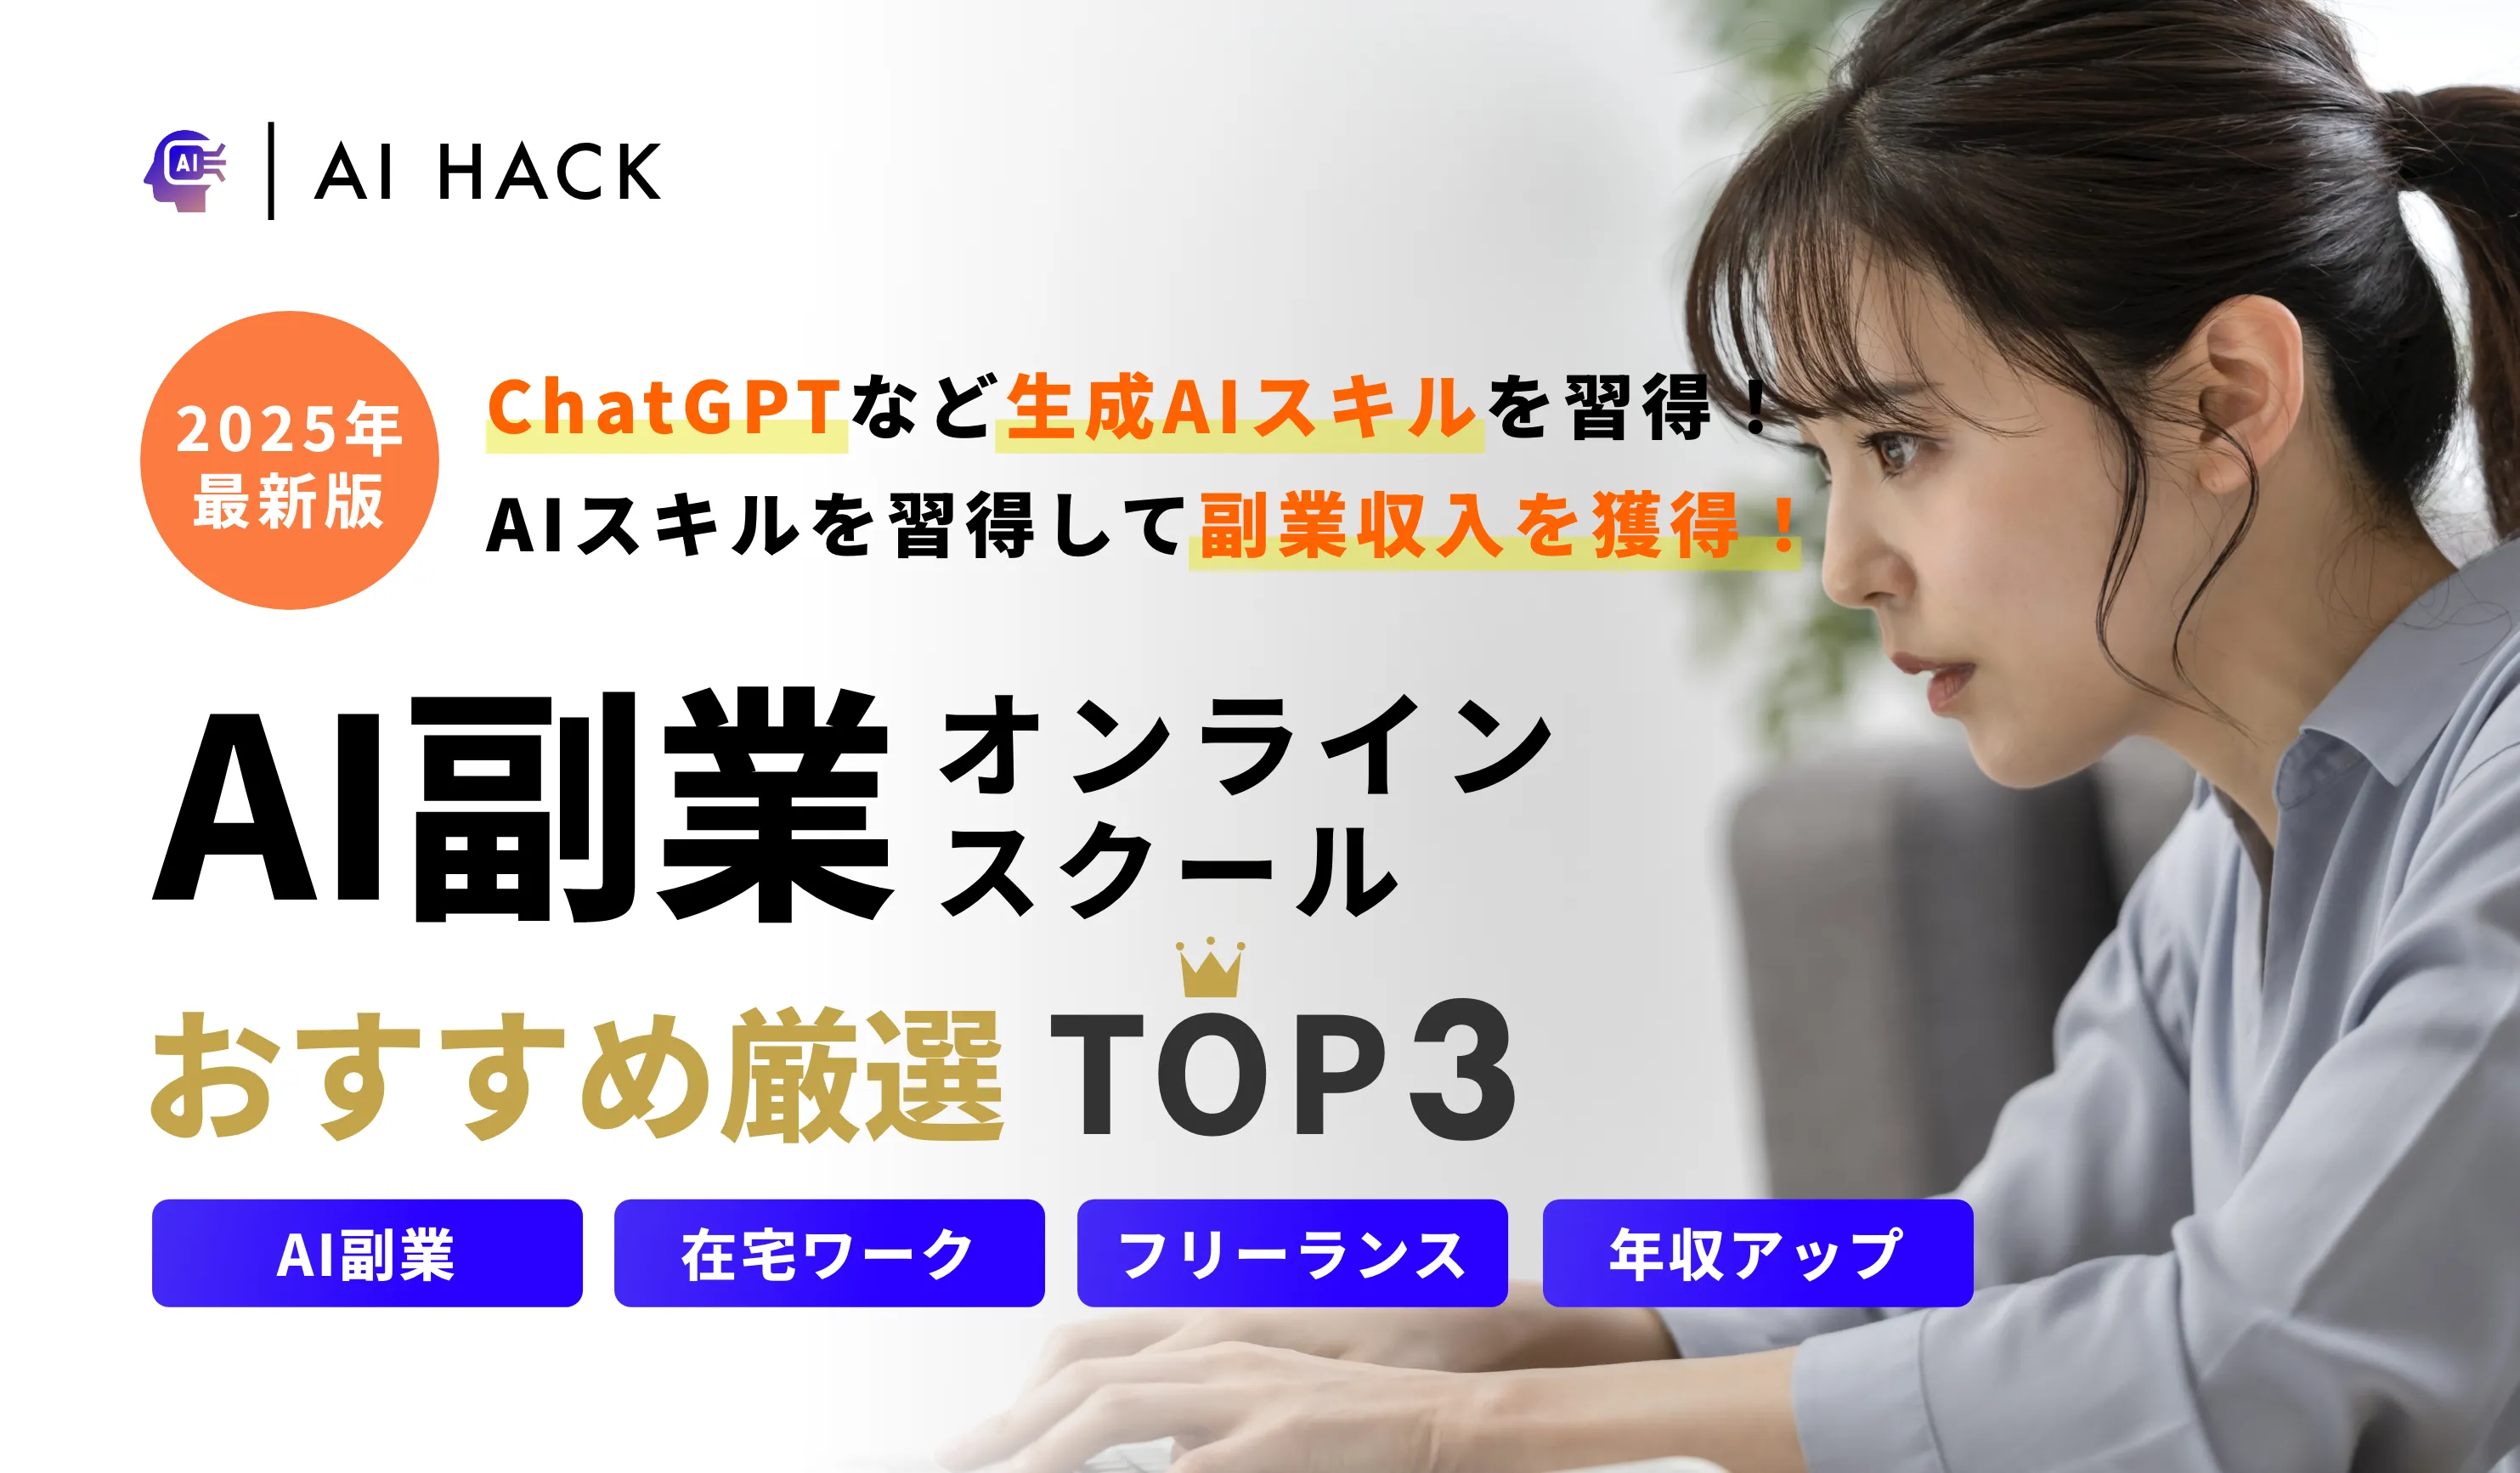 AI
AI HACK
2025年
最新版
ChatGPTなど生成AIスキルを習得！
AIスキルを習得して副業収入を獲得！
AI副業
オンライン
スクール
おすすめ厳選 TOP3
AI副業
在宅ワーク
フリーランス
年収アップ